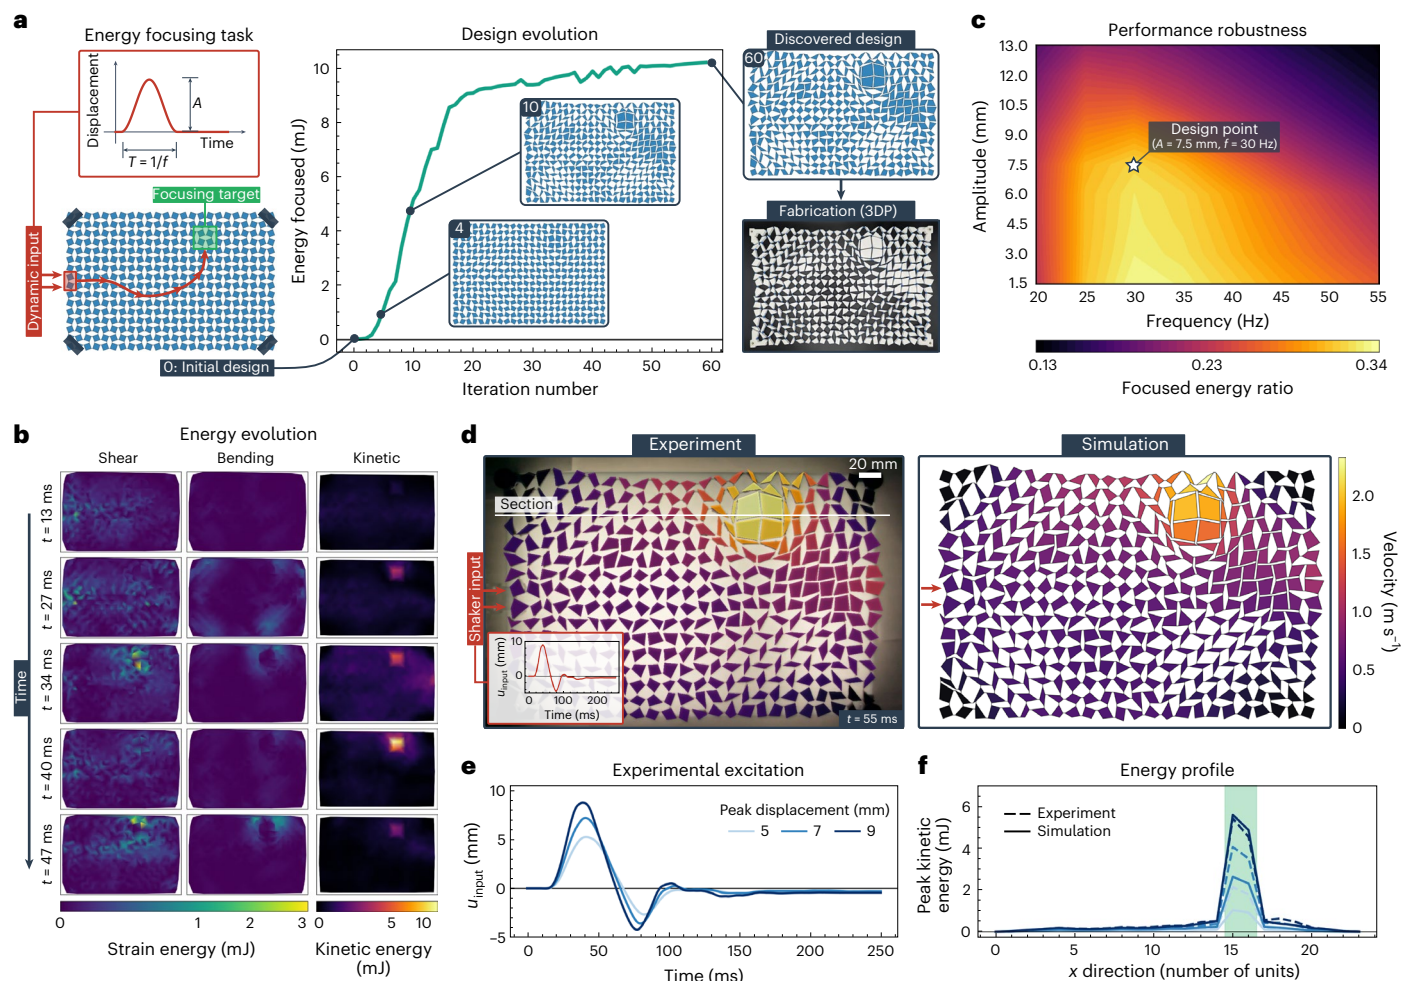 a
Energy focusing task
Displacement
A
Time
T = 1/f
Focusing target
Dynamic input
0: Initial design
Design evolution
Energy focused (mJ)
10
8
6
4
2
0
0 10 20 30 40 50 60
Iteration number
10
4
Discovered design
60
Fabrication (3DP)
c
Performance robustness
Amplitude (mm)
13.0
12.0
10.5
9.0
7.5
6.0
4.5
3.0
1.5
Design point
(A = 7.5 mm, f = 30 Hz)
20 25 30 35 40 45 50 55
Frequency (Hz)
0.13 0.23 0.34
Focused energy ratio
b
Energy evolution
Shear Bending Kinetic
Time
t = 13 ms
t = 27 ms
t = 34 ms
t = 40 ms
t = 47 ms
0 1 2 3
Strain energy (mJ)
0 5 10
Kinetic energy
(mJ)
d
Experiment
20 mm
Section
Shaker input
u input (mm)
10
0
0 100 200
Time (ms)
t = 55 ms
Simulation
2.0
1.5
1.0
0.5
0
Velocity (m s⁻¹)
e
Experimental excitation
u input (mm)
10
5
0
−5
Peak displacement (mm)
5 7 9
0 50 100 150 200 250
Time (ms)
f
Energy profile
Peak kinetic
energy (mJ)
6
4
2
0
Experiment
Simulation
0 5 10 15 20
x direction (number of units)